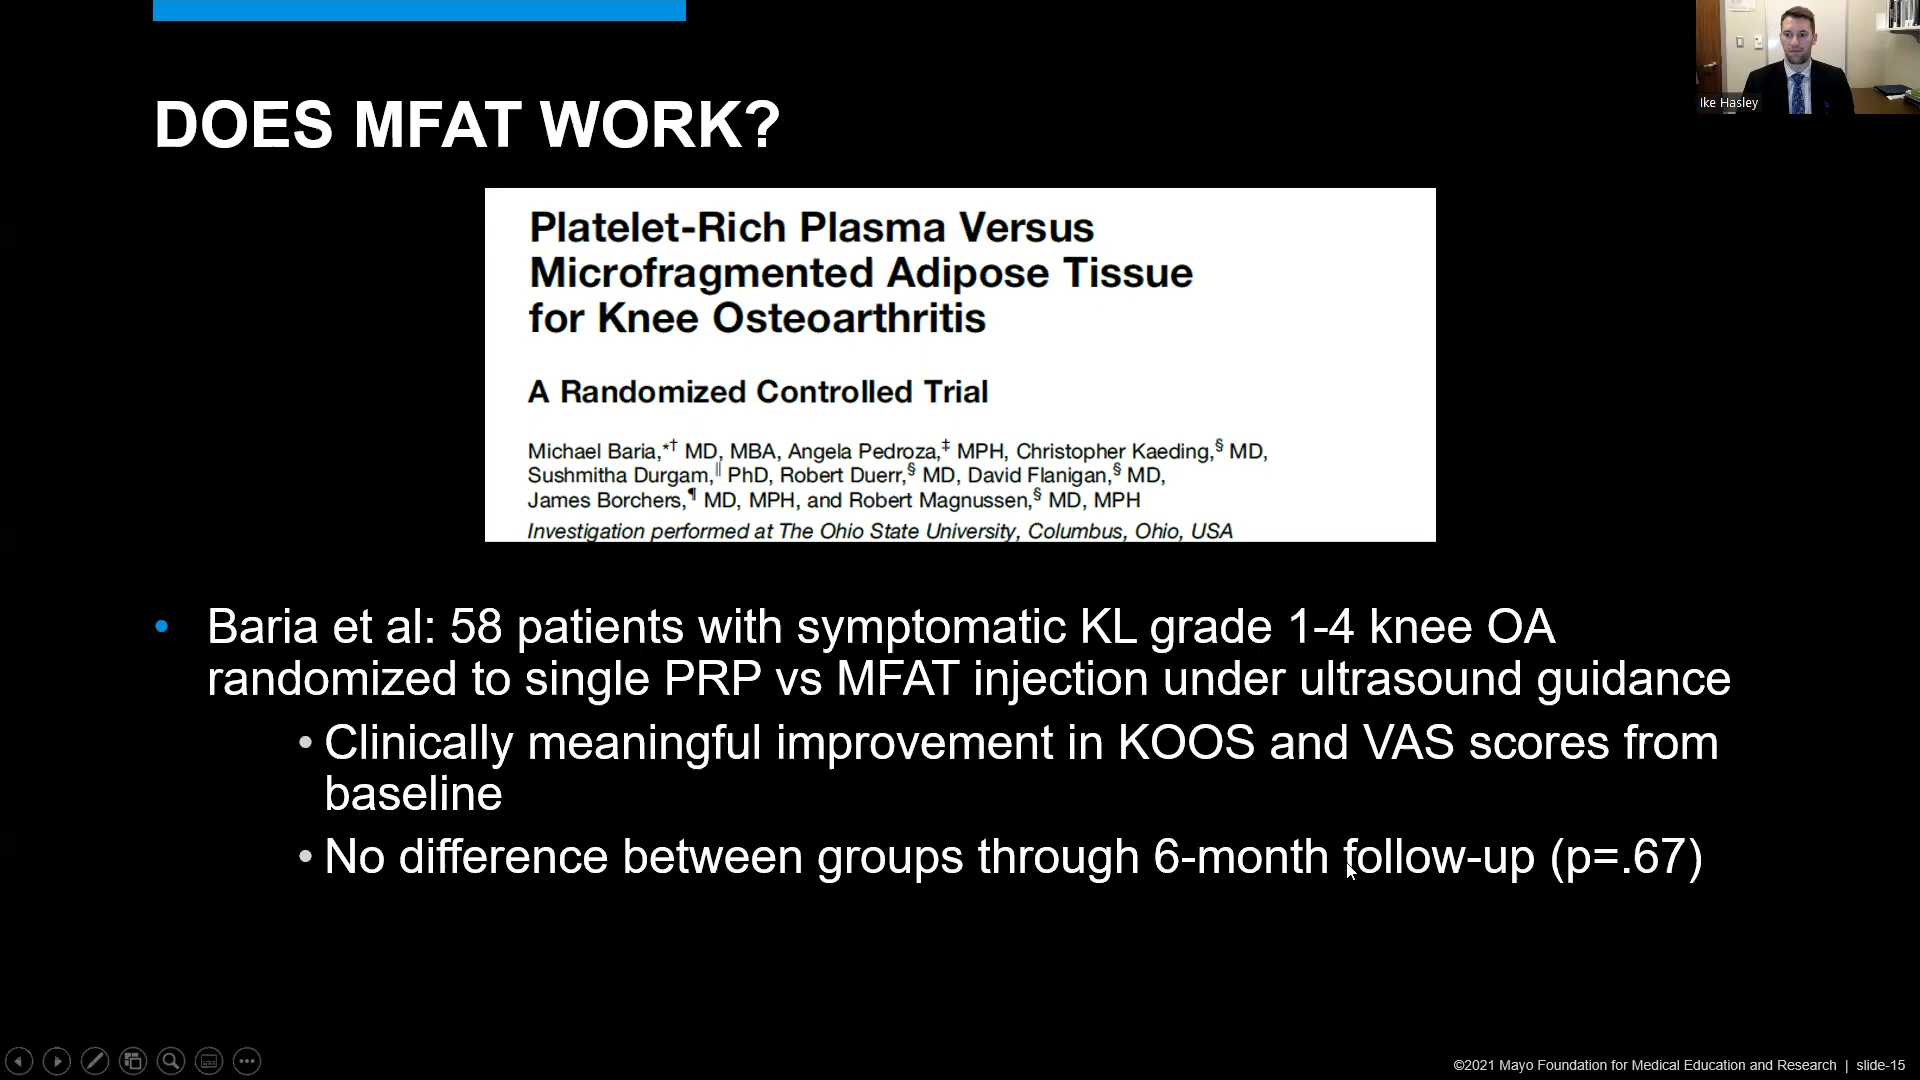 Ike Hasley
DOES MFAT WORK?
Platelet-Rich Plasma Versus
Microfragmented Adipose Tissue
for Knee Osteoarthritis
A Randomized Controlled Trial
Michael Baria,*† MD, MBA, Angela Pedroza,‡ MPH, Christopher Kaeding,§ MD,
Sushmitha Durgam,|| PhD, Robert Duerr,§ MD, David Flanigan,§ MD,
James Borchers,¶ MD, MPH, and Robert Magnussen,§ MD, MPH
Investigation performed at The Ohio State University, Columbus, Ohio, USA
• Baria et al: 58 patients with symptomatic KL grade 1-4 knee OA
randomized to single PRP vs MFAT injection under ultrasound guidance
• Clinically meaningful improvement in KOOS and VAS scores from
baseline
• No difference between groups through 6-month follow-up (p=.67)
©2021 Mayo Foundation for Medical Education and Research | slide-15